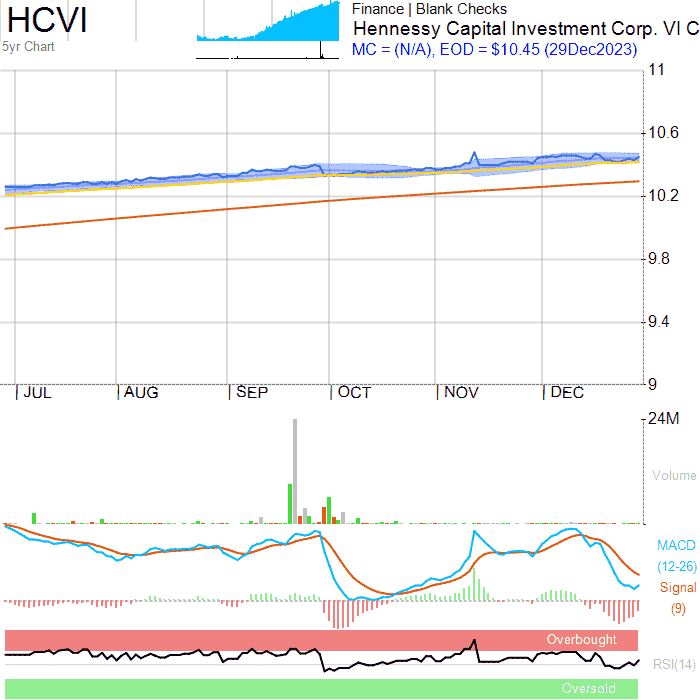 HCVI
5yr Chart
Finance | Blank Checks
Hennessy Capital Investment Corp. VI C
MC = (N/A), EOD = $10.45 (29Dec2023)
11
10.6
10.2
9.8
9.4
9
JUL AUG SEP OCT NOV DEC
24M
Volume
MACD
(12-26)
Signal
(9)
Overbought
RSI(14)
Oversold